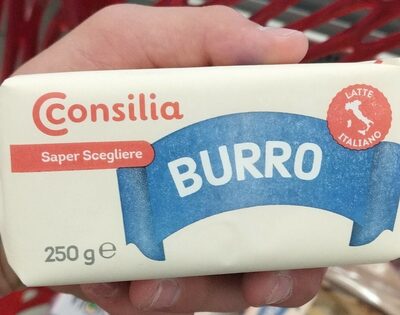 Consilia
Saper Scegliere
BURRO
LATTE
ITALIANO
250 g ℮